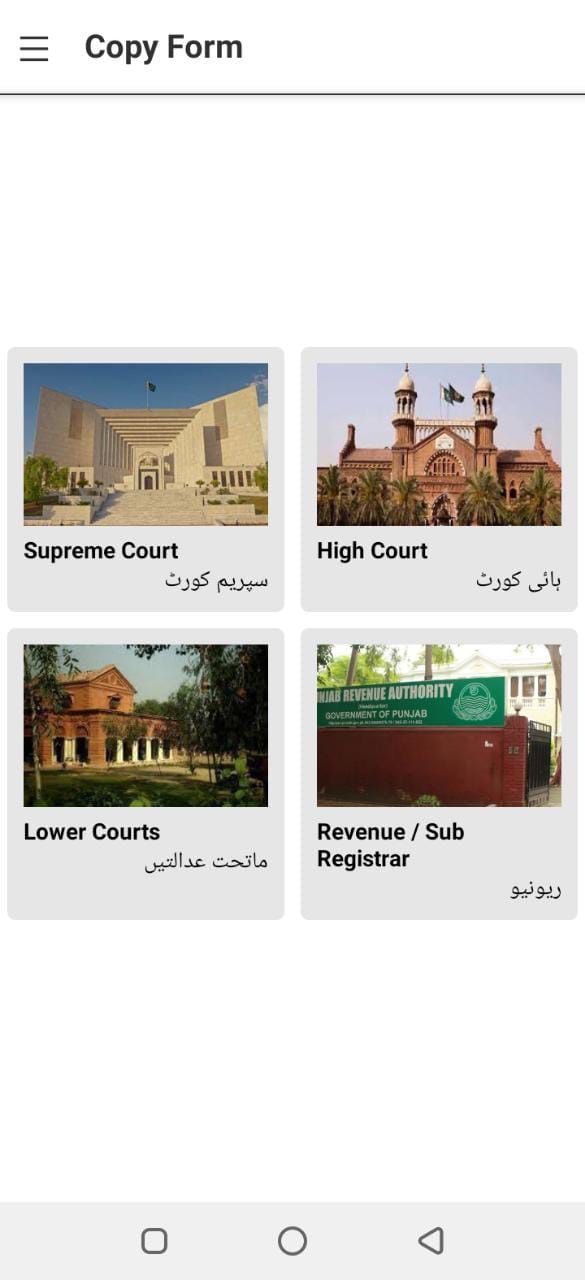 Copy Form
Supreme Court
سپریم کورٹ
High Court
ہائی کورٹ
Lower Courts
ماتحت عدالتیں
NJAB REVENUE AUTHORITY
(Headquarter)
GOVERNMENT OF PUNJAB
Revenue / Sub
Registrar
ریونیو